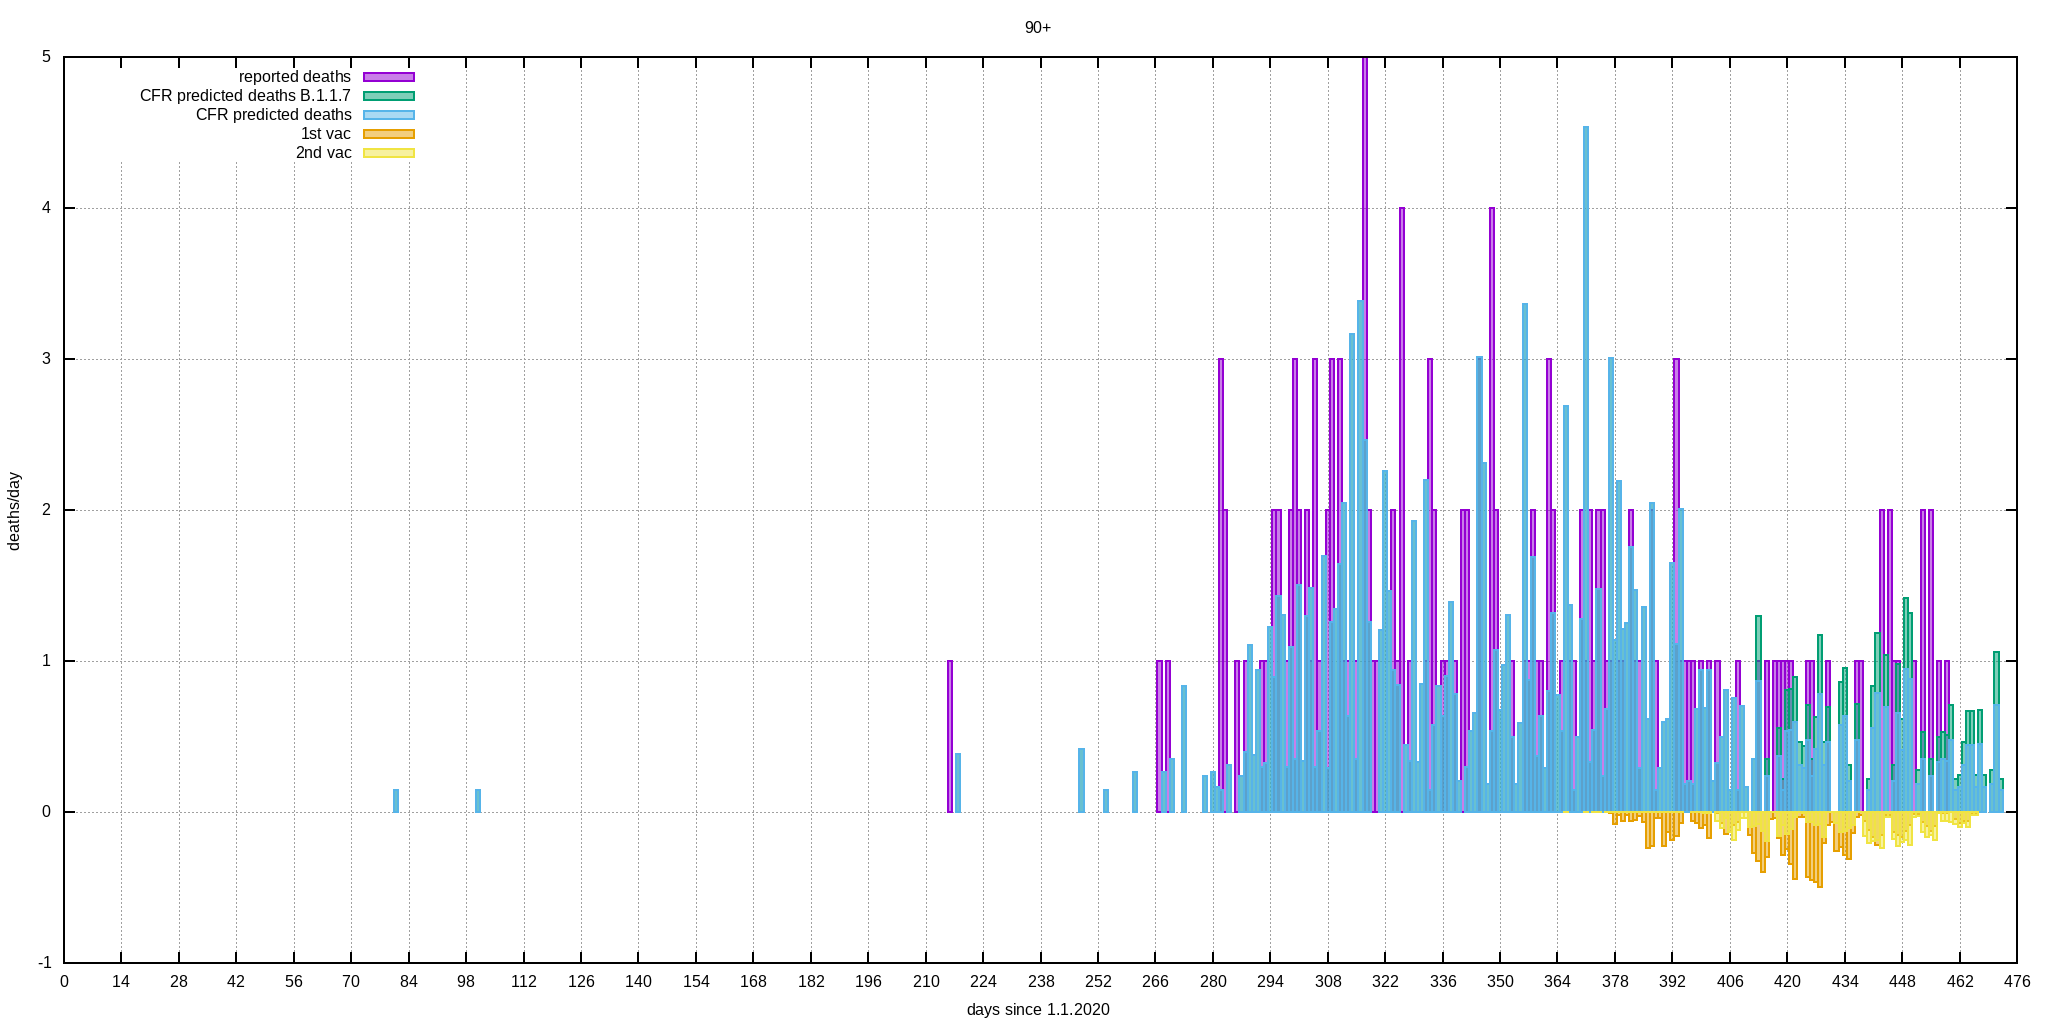 90+
5
reported deaths
CFR predicted deaths B.1.1.7
CFR predicted deaths
1st vac
2nd vac
4
3
2
deaths/day
1
0
-1
0 14 28 42 56 70 84 98 112 126 140 154 168 182 196 210 224 238 252 266 280 294 308 322 336 350 364 378 392 406 420 434 448 462 476
days since 1.1.2020